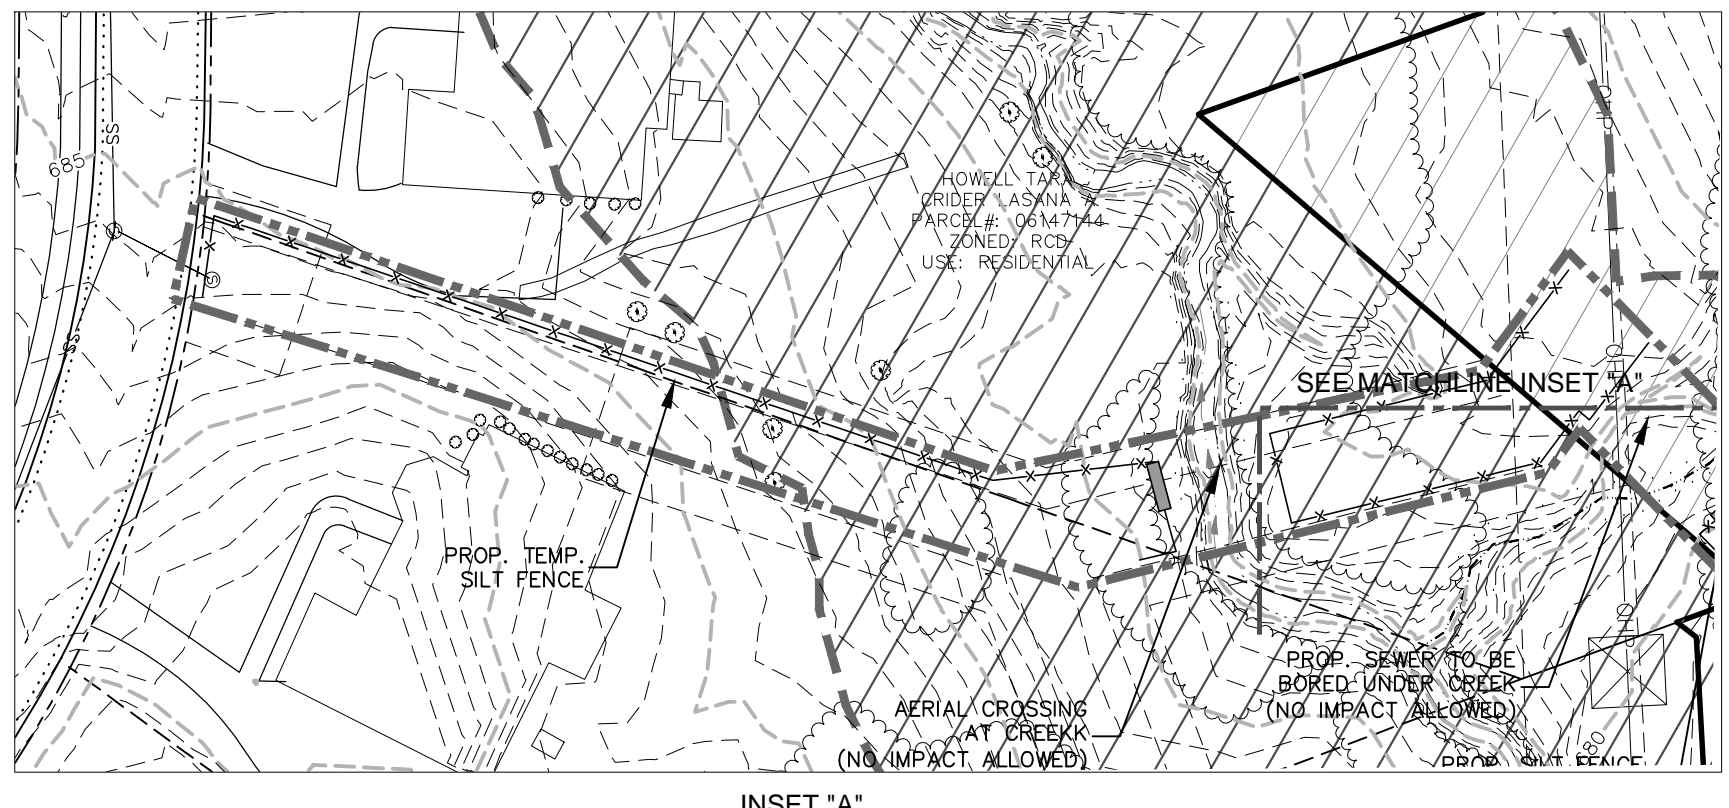 SS
685
SS
S
HOWELL TARA
CRIDER LASANA A
PARCEL#: 06147144
ZONED: RCD
USE: RESIDENTIAL
SEE MATCHLINE INSET "A"
PROP. TEMP.
SILT FENCE
AERIAL CROSSING
AT CREEKK
(NO IMPACT ALLOWED)
PROP. SEWER TO BE
BORED UNDER CREEK
(NO IMPACT ALLOWED)
680
PROP. SILT FENCE
INSET "A"